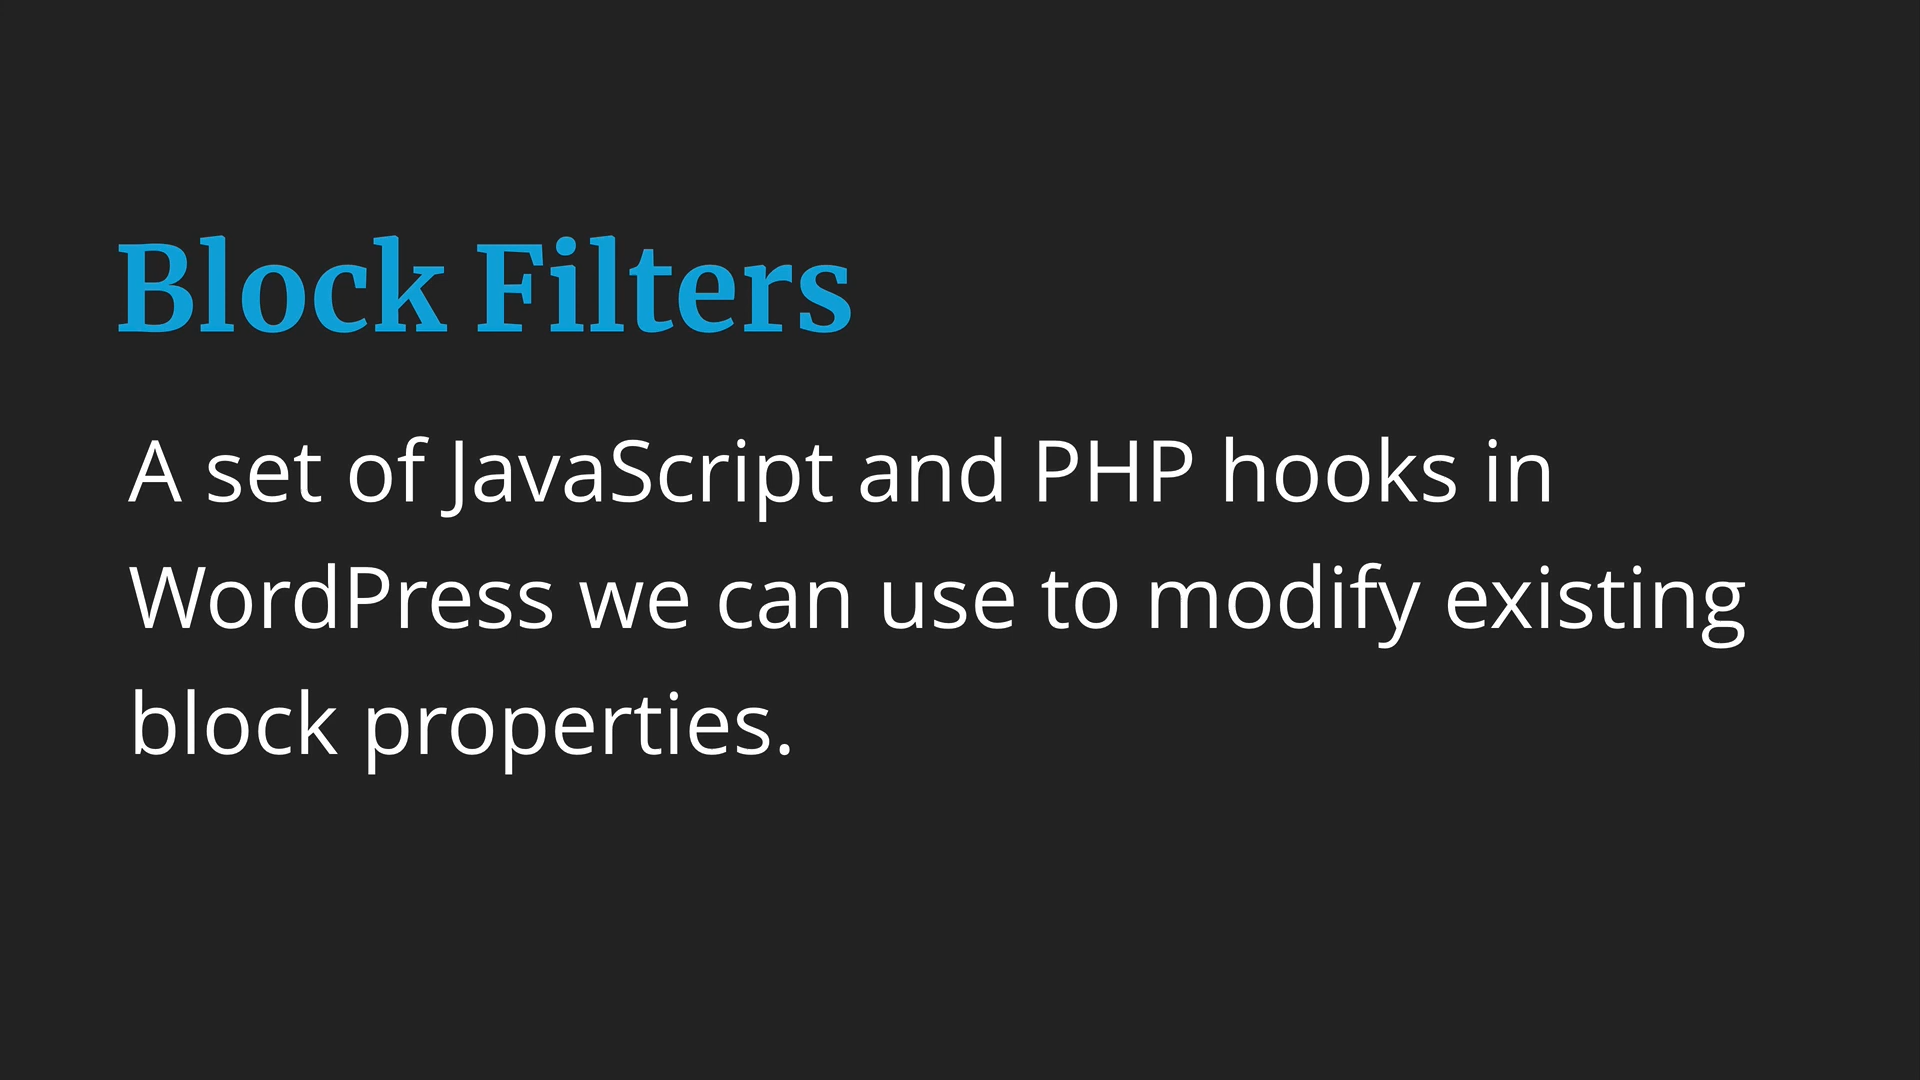 Block Filters
A set of JavaScript and PHP hooks in
WordPress we can use to modify existing
block properties.